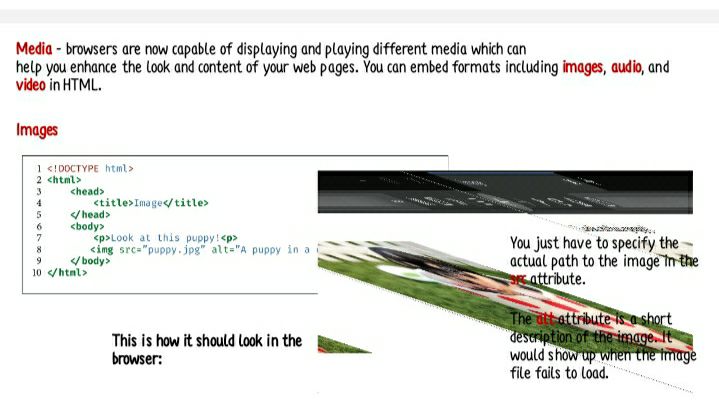 Media - browsers are now capable of displaying and playing different media which can
help you enhance the look and content of your web pages. You can embed formats including images, audio, and
video in HTML.
Images
1 <!DOCTYPE html>
2 <html>
3 <head>
4 <title>Image</title>
5 </head>
6 <body>
7 <p>Look at this puppy!<p>
8 <img src="puppy.jpg" alt="A puppy in a
9 </body>
10 </html>
You just have to specify the
actual path to the image in the
src attribute.
The alt attribute is a short
description of the image. It
would show up when the image
file fails to load.
This is how it should look in the
browser: